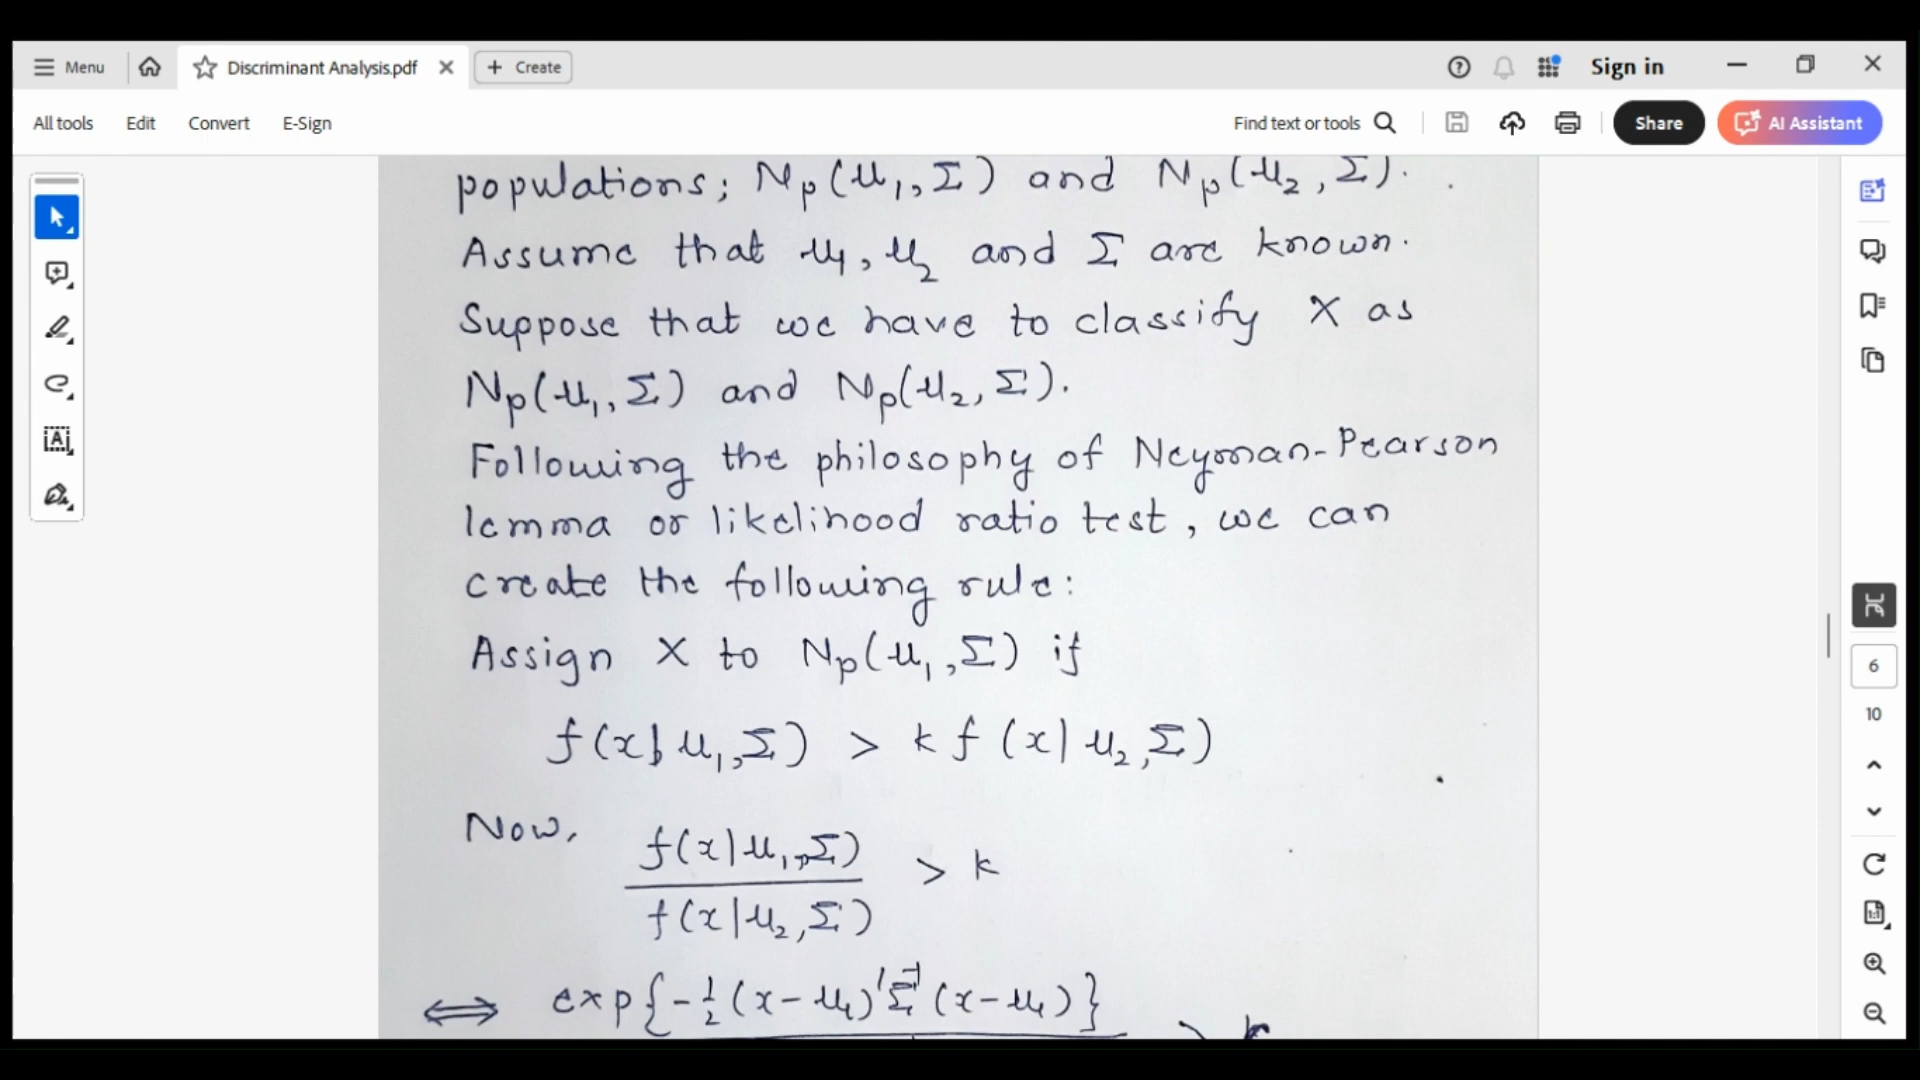 Menu
Discriminant Analysis.pdf
Create
Sign in
All tools
Edit
Convert
E-Sign
Find text or tools
Share
AI Assistant
populations; Np(μ₁, Σ) and Np(μ₂, Σ).
Assume that μ₁, μ₂ and Σ are known.
Suppose that we have to classify X as
Np(μ₁, Σ) and Np(μ₂, Σ).
Following the philosophy of Neyman-Pearson
lemma or likelihood ratio test, we can
create the following rule:
Assign X to Np(μ₁, Σ) if
f(x|μ₁, Σ) > k f(x|μ₂, Σ)
Now,
f(x|μ₁, Σ)
> k
f(x|μ₂, Σ)
⟺ exp{-½(x-μ₁)'Σ⁻¹(x-μ₁)}
> k
6
10